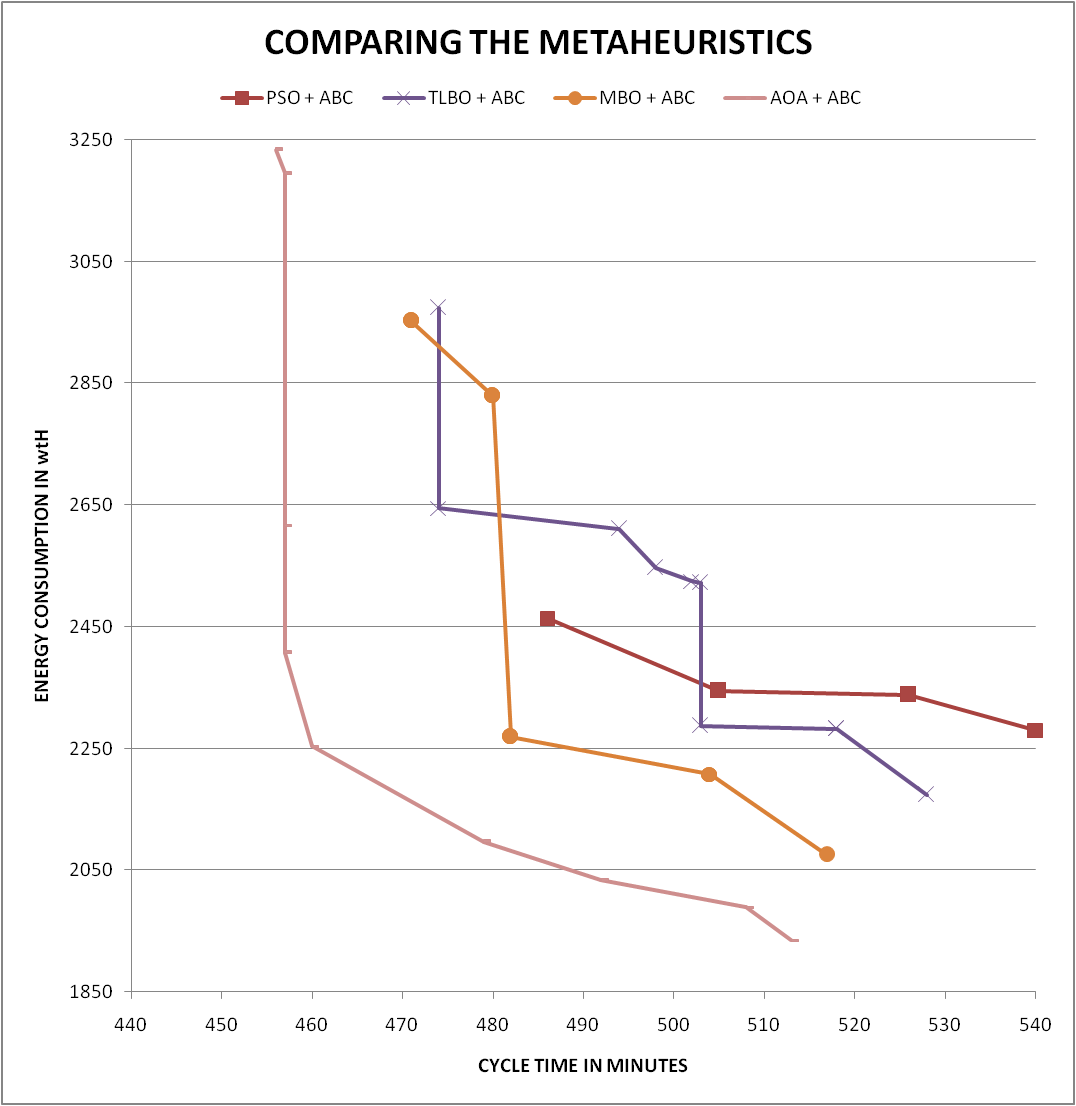 COMPARING THE METAHEURISTICS
PSO + ABC TLBO + ABC MBO + ABC AOA + ABC
3250
3050
2850
2650
2450
2250
2050
1850
ENERGY CONSUMPTION IN wtH
440 450 460 470 480 490 500 510 520 530 540
CYCLE TIME IN MINUTES